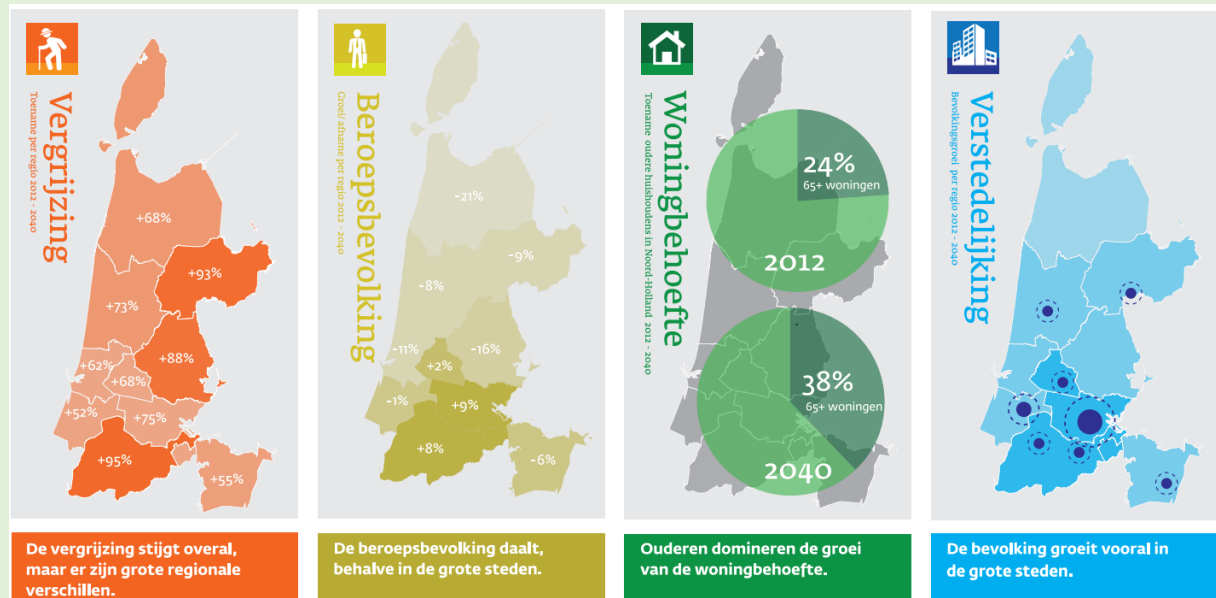 Vergrijzing
Toename per regio 2012 - 2040
+68%
+93%
+73%
+88%
+62%
+68%
+52%
+75%
+95%
+55%
De vergrijzing stijgt overal,
maar er zijn grote regionale
verschillen.
Beroepsbevolking
Groei/ afname per regio 2012 - 2040
-21%
-9%
-8%
-11%
-16%
+2%
-1%
+9%
+8%
-6%
De beroepsbevolking daalt,
behalve in de grote steden.
Woningbehoefte
Toename oudere huishoudens in Noord-Holland 2012 - 2040
24%
65+ woningen
2012
38%
65+ woningen
2040
Ouderen domineren de groei
van de woningbehoefte.
Verstedelijking
Bevolkingsgroei per regio 2012 - 2040
De bevolking groeit vooral in
de grote steden.